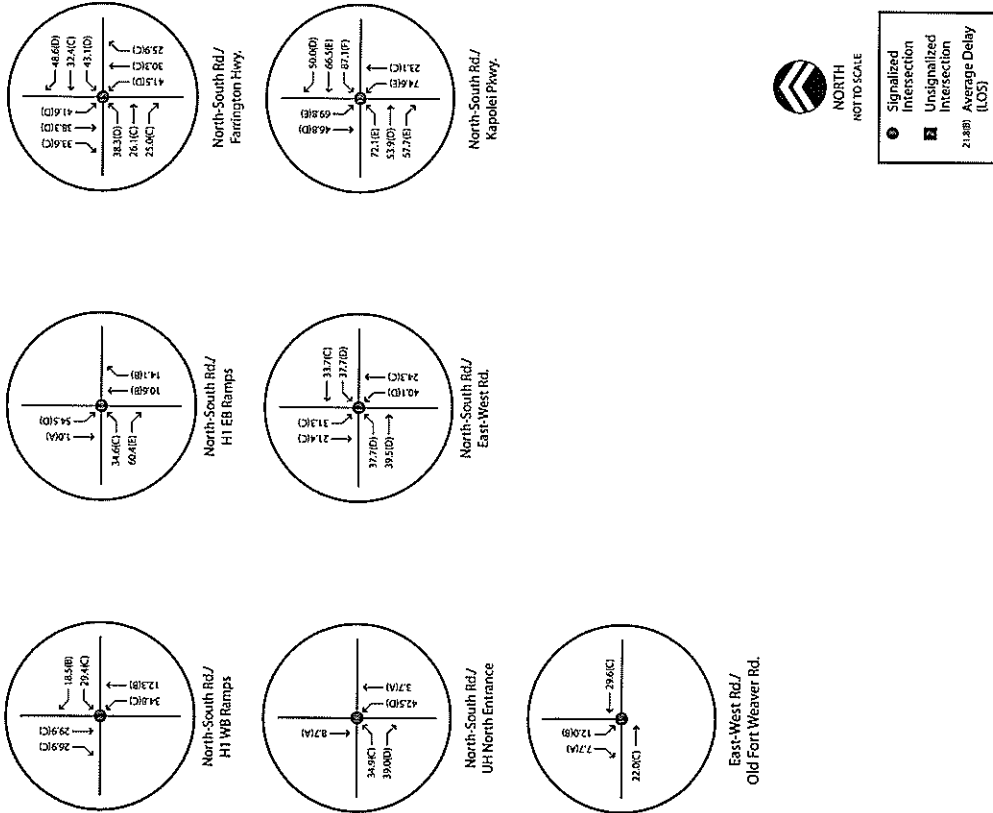 18.5(B)
29.4(C)
26.9(C)
29.9(C)
34.8(C)
12.3(B)
North-South Rd./
H1 WB Ramps
1.0(A)
54.5(D)
34.6(C)
60.4(E)
10.6(B)
14.1(B)
North-South Rd./
H1 EB Ramps
48.6(D)
32.4(C)
43.1(D)
33.6(C)
38.3(D)
38.3(D)
26.1(C)
25.0(C)
41.5(D)
30.3(C)
25.9(C)
North-South Rd./
Farrington Hwy.
8.7(A)
34.9(C)
39.0(D)
42.5(D)
3.7(A)
North-South Rd./
UH North Entrance
33.7(C)
37.7(D)
21.4(C)
31.3(C)
37.7(D)
39.5(D)
40.1(D)
24.3(C)
North-South Rd./
East-West Rd.
50.0(D)
66.5(E)
87.1(F)
46.8(D)
69.8(E)
72.1(E)
53.9(D)
57.7(E)
74.6(E)
23.1(C)
North-South Rd./
Kapolei Pkwy.
29.6(C)
7.7(A)
12.0(B)
22.0(C)
East-West Rd./
Old Fort Weaver Rd.
NORTH
NOT TO SCALE
Signalized
Intersection
Unsignalized
Intersection
21.8(B) Average Delay
(LOS)